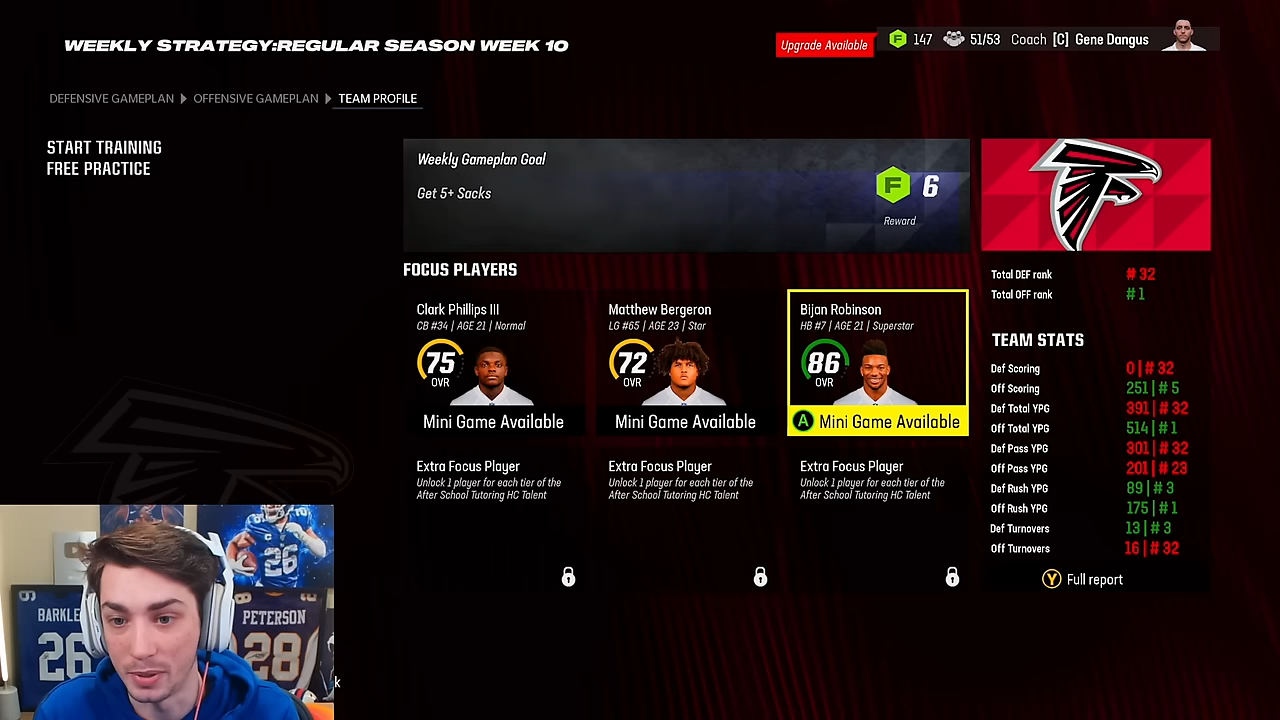 WEEKLY STRATEGY:REGULAR SEASON WEEK 10
Upgrade Available
F 147
51/53
Coach [C] Gene Dangus
DEFENSIVE GAMEPLAN
OFFENSIVE GAMEPLAN
TEAM PROFILE
START TRAINING
FREE PRACTICE
Weekly Gameplan Goal
Get 5+ Sacks
F 6
Reward
FOCUS PLAYERS
Clark Phillips III
CB #34 | AGE 21 | Normal
75
OVR
Mini Game Available
Matthew Bergeron
LG #65 | AGE 23 | Star
72
OVR
Mini Game Available
Bijan Robinson
HB #7 | AGE 21 | Superstar
86
OVR
A Mini Game Available
Extra Focus Player
Unlock 1 player for each tier of the
After School Tutoring HC Talent
Extra Focus Player
Unlock 1 player for each tier of the
After School Tutoring HC Talent
Extra Focus Player
Unlock 1 player for each tier of the
After School Tutoring HC Talent
Total DEF rank # 32
Total OFF rank # 1
TEAM STATS
Def Scoring 0 | # 32
Off Scoring 251 | # 5
Def Total YPG 391 | # 32
Off Total YPG 514 | # 1
Def Pass YPG 301 | # 32
Off Pass YPG 201 | # 23
Def Rush YPG 89 | # 3
Off Rush YPG 175 | # 1
Def Turnovers 13 | # 3
Off Turnovers 16 | # 32
Y Full report
26
BARKLE
26
PETERSON
28
k